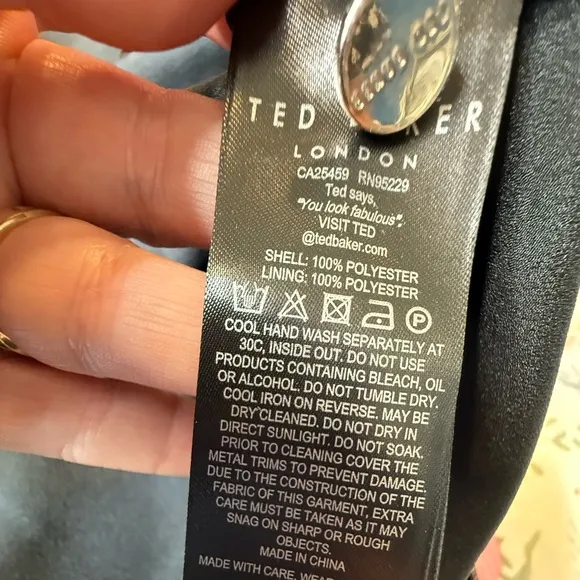 TED BAKER
LONDON
CA25459 RN95229
Ted says,
"You look fabulous".
VISIT TED
@tedbaker.com
SHELL: 100% POLYESTER
LINING: 100% POLYESTER
P
COOL HAND WASH SEPARATELY AT
30C, INSIDE OUT. DO NOT USE
PRODUCTS CONTAINING BLEACH, OIL
OR ALCOHOL. DO NOT TUMBLE DRY.
COOL IRON ON REVERSE. MAY BE
DRY CLEANED. DO NOT DRY IN
DIRECT SUNLIGHT. DO NOT SOAK.
PRIOR TO CLEANING COVER THE
METAL TRIMS TO PREVENT DAMAGE.
DUE TO THE CONSTRUCTION OF THE
FABRIC OF THIS GARMENT, EXTRA
CARE MUST BE TAKEN AS IT MAY
SNAG ON SHARP OR ROUGH
OBJECTS.
MADE IN CHINA
MADE WITH CARE, WEAR